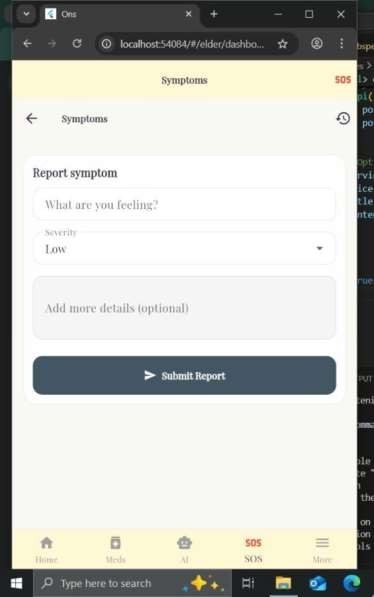 Ons
localhost:54084/#/elder/dashbo...
Symptoms
SOS
Symptoms
Report symptom
What are you feeling?
Severity
Low
Add more details (optional)
Submit Report
Home
Meds
AI
SOS
SOS
More
Type here to search